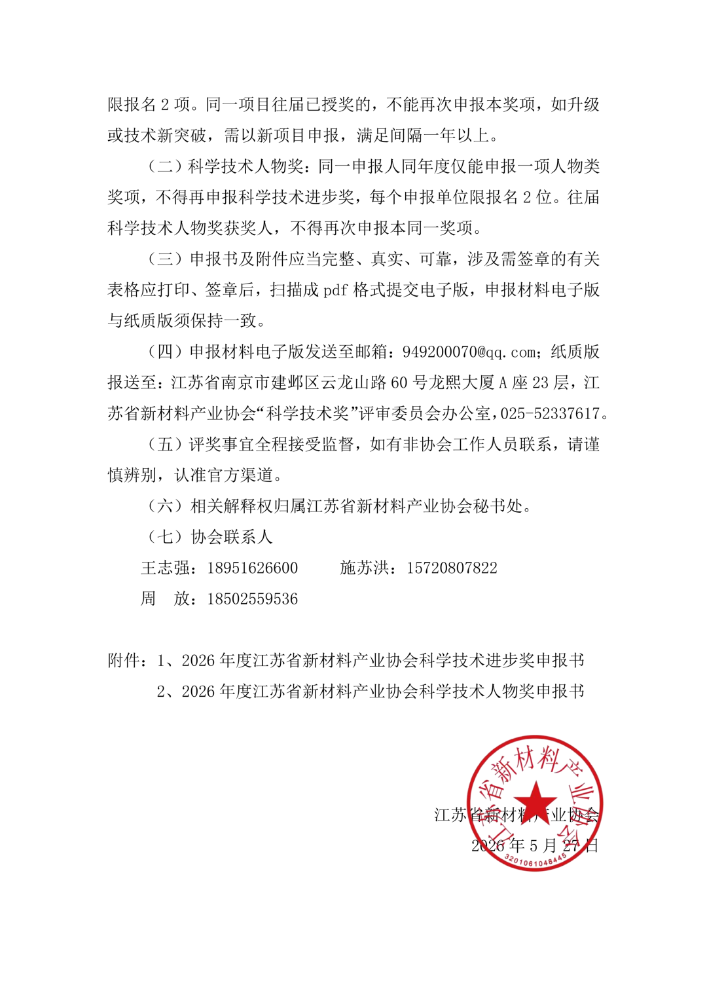 限报名 2 项。同一项目往届已授奖的，不能再次申报本奖项，如升级
或技术新突破，需以新项目申报，满足间隔一年以上。
（二）科学技术人物奖：同一申报人同年度仅能申报一项人物类
奖项，不得再申报科学技术进步奖，每个申报单位限报名 2 位。往届
科学技术人物奖获奖人，不得再次申报本同一奖项。
（三）申报书及附件应当完整、真实、可靠，涉及需签章的有关
表格应打印、签章后，扫描成 pdf 格式提交电子版，申报材料电子版
与纸质版须保持一致。
（四）申报材料电子版发送至邮箱：949200070@qq.com；纸质版
报送至：江苏省南京市建邺区云龙山路 60 号龙熙大厦 A 座 23 层，江
苏省新材料产业协会“科学技术奖”评审委员会办公室，025-52337617。
（五）评奖事宜全程接受监督，如有非协会工作人员联系，请谨
慎辨别，认准官方渠道。
（六）相关解释权归属江苏省新材料产业协会秘书处。
（七）协会联系人
王志强：18951626600 施苏洪：15720807822
周 放：18502559536
附件：1、2026 年度江苏省新材料产业协会科学技术进步奖申报书
2、2026 年度江苏省新材料产业协会科学技术人物奖申报书
江苏省新材料产业协会
江苏省新材料产业协会
2026 年 5 月 27 日
3201061048445